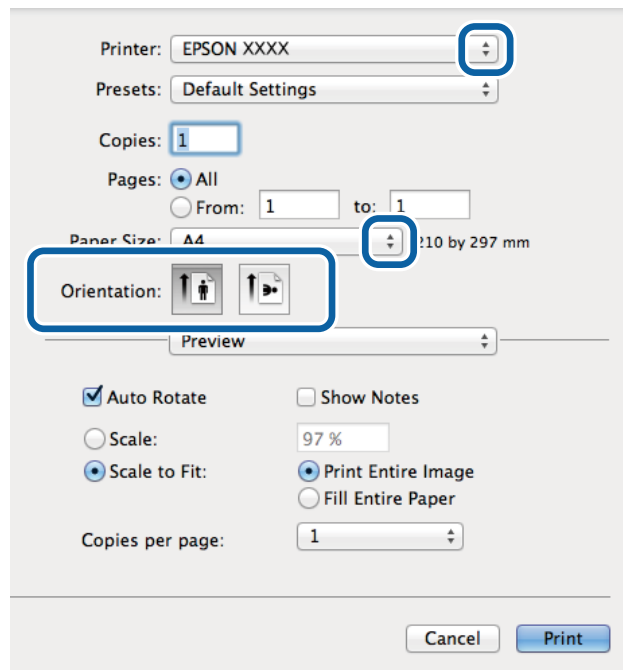 Printer: EPSON XXXX
Presets: Default Settings
Copies: 1
Pages: All
From: 1 to: 1
Paper Size: A4 210 by 297 mm
Orientation:
Preview
Auto Rotate Show Notes
Scale: 97 %
Scale to Fit: Print Entire Image
Fill Entire Paper
Copies per page: 1
Cancel Print